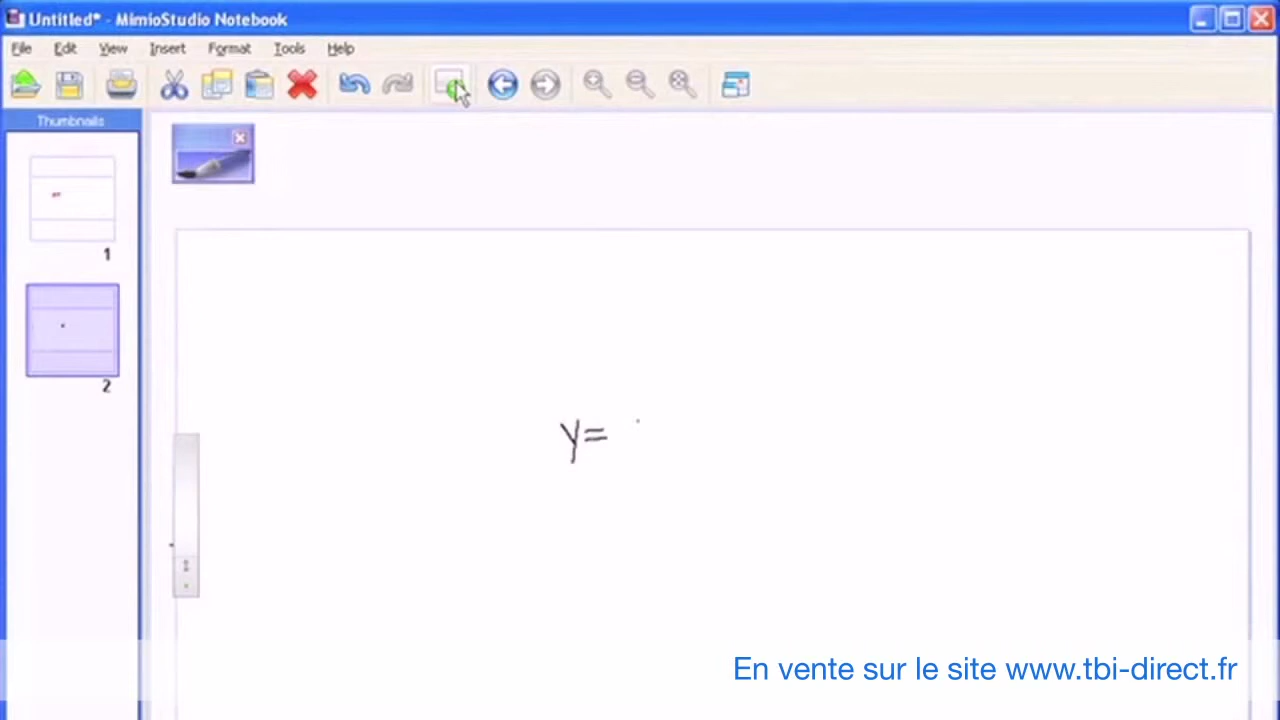 Untitled* - MimioStudio Notebook
File Edit View Insert Format Tools Help
Thumbnails
1
2
y=
En vente sur le site www.tbi-direct.fr